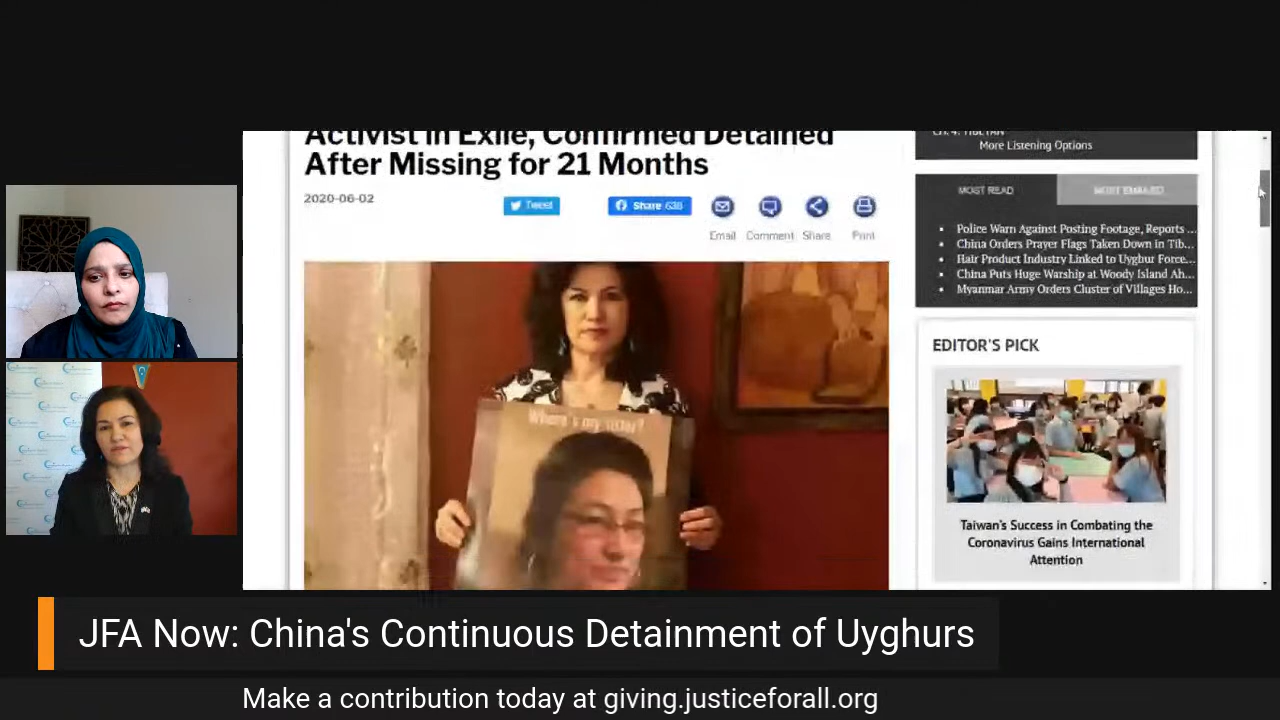 Activist in Exile, Confirmed Detained
After Missing for 21 Months
2020-06-02
Tweet
Share 638
Email
Comment
Share
Print
Where's my sister?
More Listening Options
MOST READ
MOST EMAILED
Police Warn Against Posting Footage, Reports ...
China Orders Prayer Flags Taken Down in Tib...
Hair Product Industry Linked to Uyghur Force...
China Puts Huge Warship at Woody Island Ah...
Myanmar Army Orders Cluster of Villages Ho...
EDITOR'S PICK
Taiwan's Success in Combating the
Coronavirus Gains International
Attention
JFA Now: China's Continuous Detainment of Uyghurs
Make a contribution today at giving.justiceforall.org